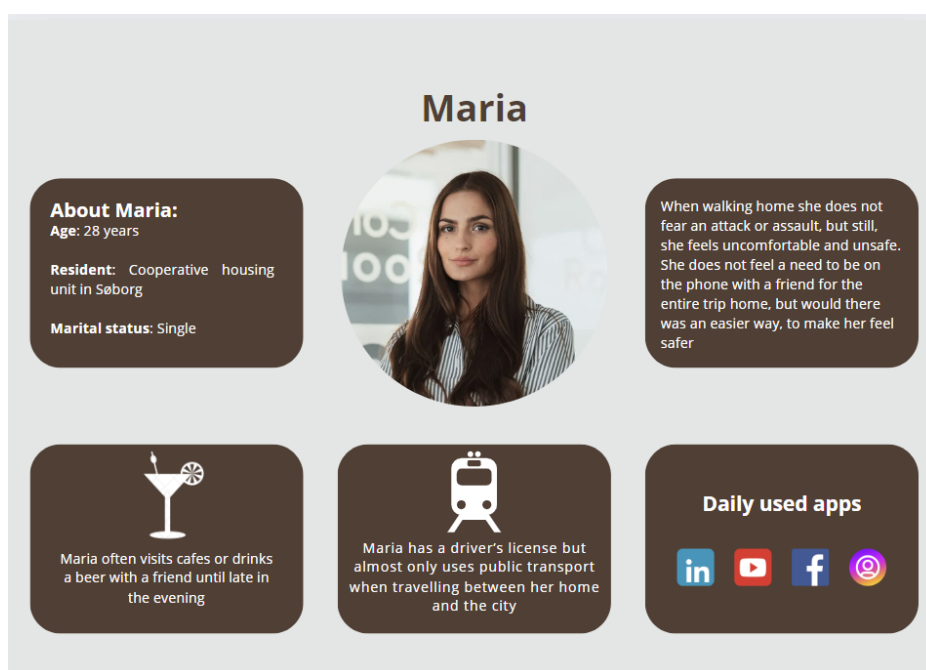 Maria
About Maria:
Age: 28 years
Resident: Cooperative housing
unit in Søborg
Marital status: Single
When walking home she does not
fear an attack or assault, but still,
she feels uncomfortable and unsafe.
She does not feel a need to be on
the phone with a friend for the
entire trip home, but would there
was an easier way, to make her feel
safer
Maria often visits cafes or drinks
a beer with a friend until late in
the evening
Maria has a driver's license but
almost only uses public transport
when travelling between her home
and the city
Daily used apps
in
f